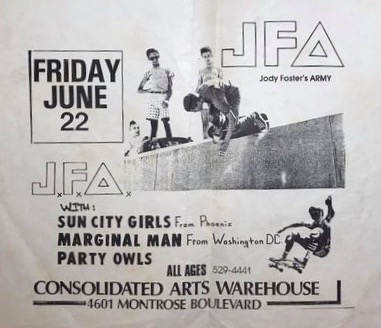 JFA
Jody Foster's ARMY
FRIDAY
JUNE
22
J.F.A.
x x x
WITH:
SUN CITY GIRLS From Phoenix
MARGINAL MAN From Washington DC.
PARTY OWLS
ALL AGES 529-4441
CONSOLIDATED ARTS WAREHOUSE
4601 MONTROSE BOULEVARD